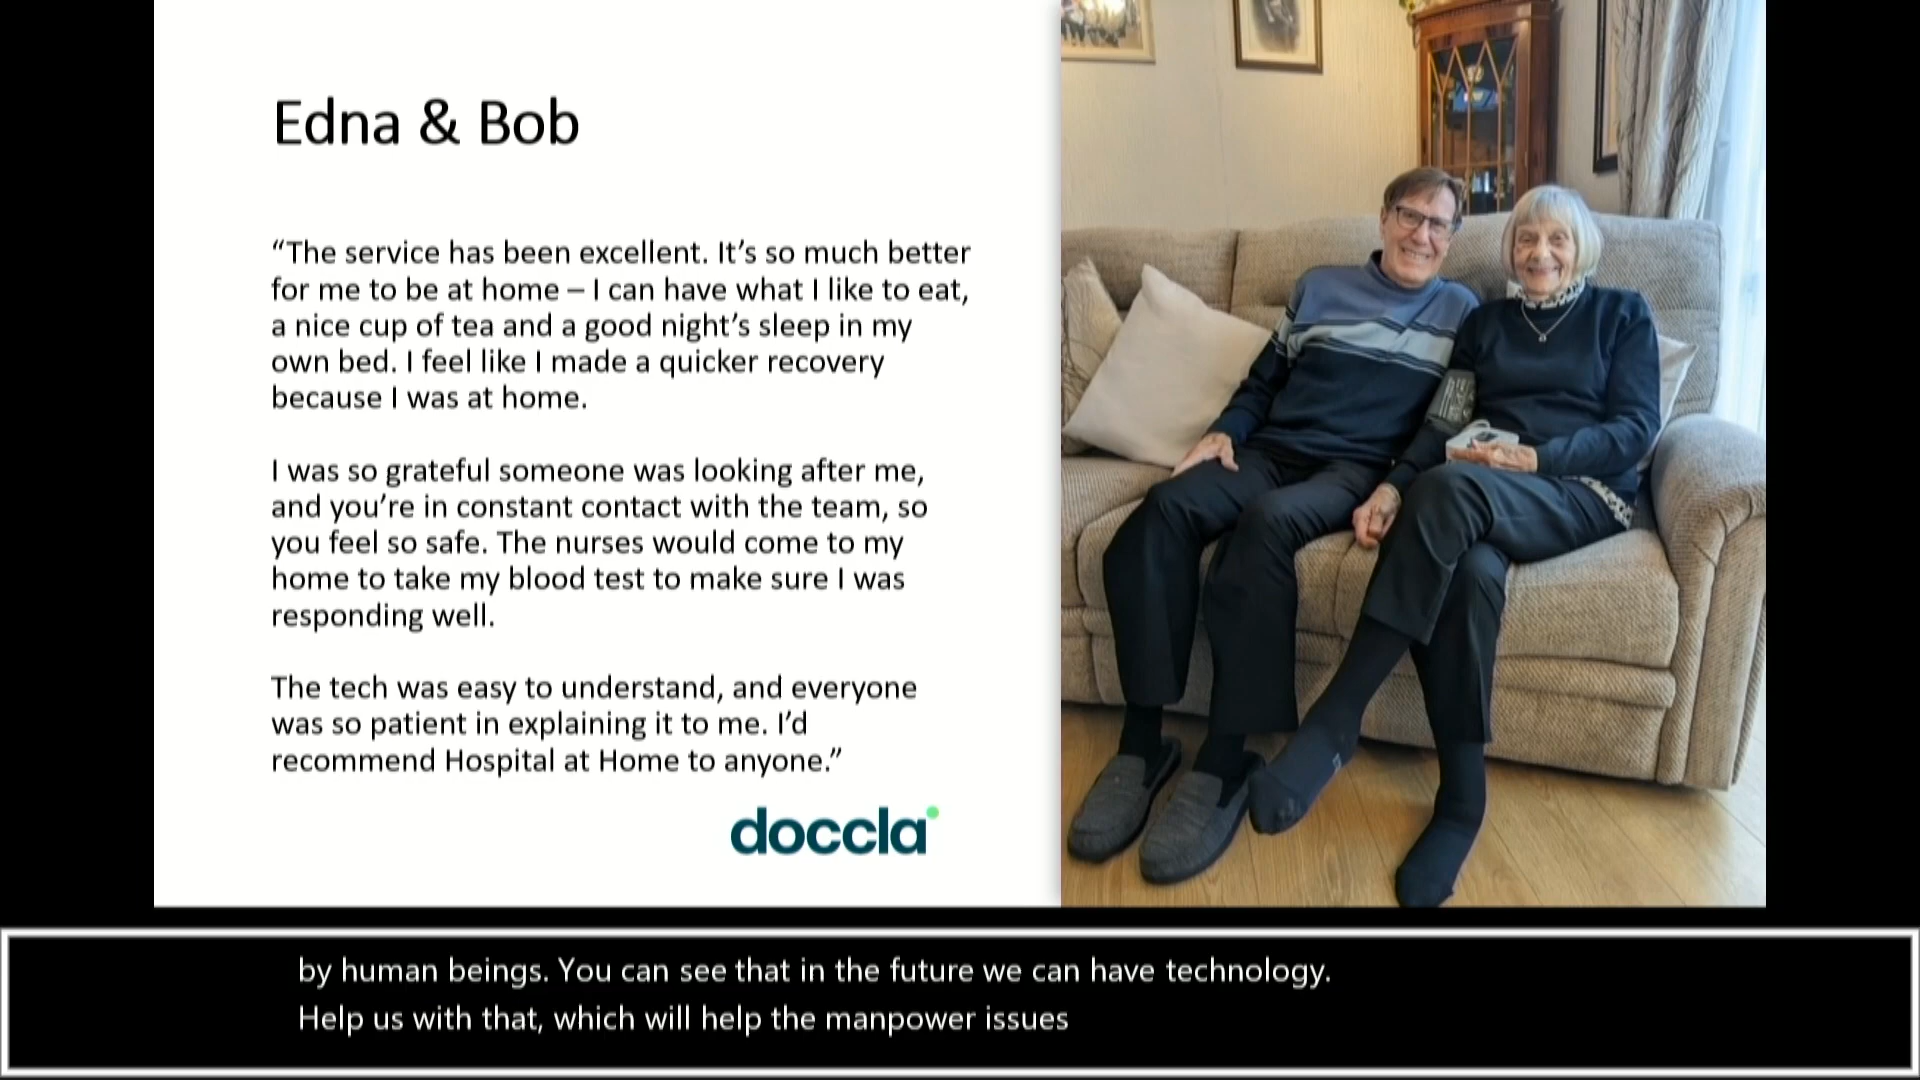 Edna & Bob
“The service has been excellent. It’s so much better
for me to be at home – I can have what I like to eat,
a nice cup of tea and a good night’s sleep in my
own bed. I feel like I made a quicker recovery
because I was at home.
I was so grateful someone was looking after me,
and you’re in constant contact with the team, so
you feel so safe. The nurses would come to my
home to take my blood test to make sure I was
responding well.
The tech was easy to understand, and everyone
was so patient in explaining it to me. I’d
recommend Hospital at Home to anyone.”
doccla
by human beings. You can see that in the future we can have technology.
Help us with that, which will help the manpower issues